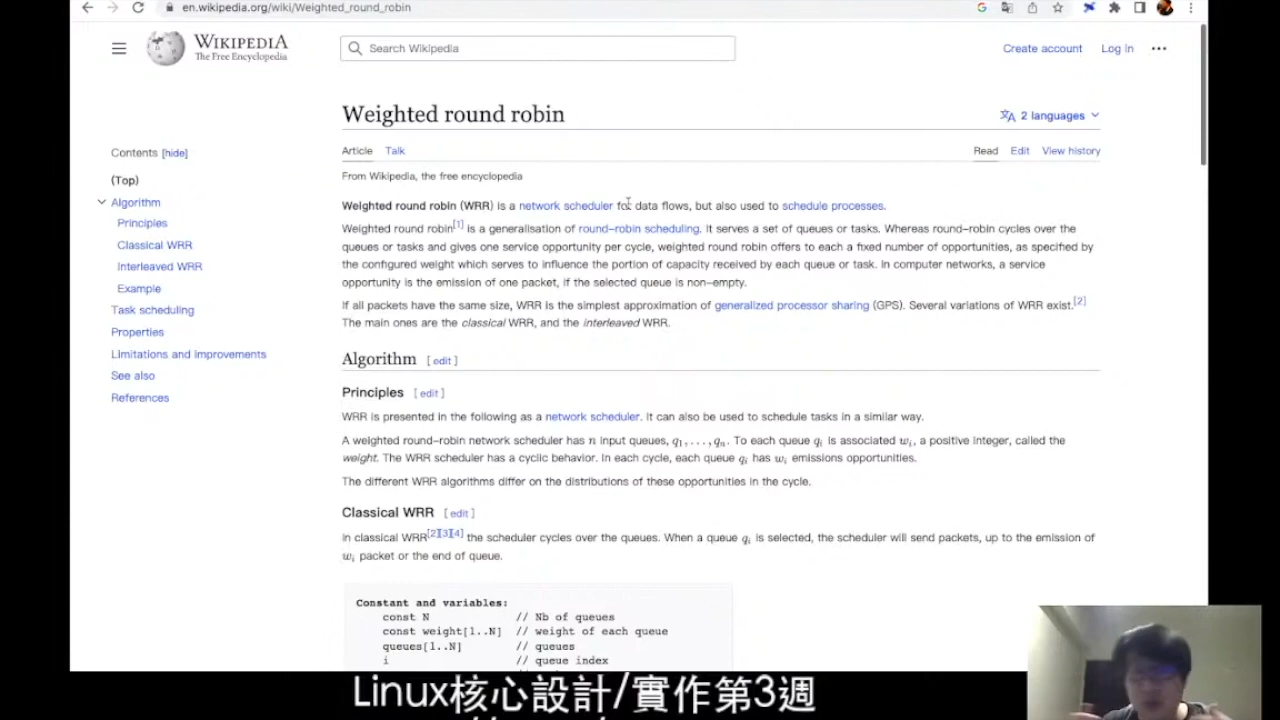 en.wikipedia.org/wiki/Weighted_round_robin
WIKIPEDIA
The Free Encyclopedia
Search Wikipedia
Create account Log in
Weighted round robin
2 languages
Contents [hide]
(Top)
Algorithm
Principles
Classical WRR
Interleaved WRR
Example
Task scheduling
Properties
Limitations and improvements
See also
References
Article Talk
Read Edit View history
From Wikipedia, the free encyclopedia
Weighted round robin (WRR) is a network scheduler for data flows, but also used to schedule processes.
Weighted round robin[1] is a generalisation of round-robin scheduling. It serves a set of queues or tasks. Whereas round-robin cycles over the
queues or tasks and gives one service opportunity per cycle, weighted round robin offers to each a fixed number of opportunities, as specified by
the configured weight which serves to influence the portion of capacity received by each queue or task. In computer networks, a service
opportunity is the emission of one packet, if the selected queue is non-empty.
If all packets have the same size, WRR is the simplest approximation of generalized processor sharing (GPS). Several variations of WRR exist.[2]
The main ones are the classical WRR, and the interleaved WRR.
Algorithm [ edit ]
Principles [ edit ]
WRR is presented in the following as a network scheduler. It can also be used to schedule tasks in a similar way.
A weighted round-robin network scheduler has n input queues, q1, . . . , qn. To each queue qi is associated wi, a positive integer, called the
weight. The WRR scheduler has a cyclic behavior. In each cycle, each queue qi has wi emissions opportunities.
The different WRR algorithms differ on the distributions of these opportunities in the cycle.
Classical WRR [ edit ]
In classical WRR[2][3][4] the scheduler cycles over the queues. When a queue qi is selected, the scheduler will send packets, up to the emission of
wi packet or the end of queue.
Constant and variables:
const N // Nb of queues
const weight[1..N] // weight of each queue
queues[1..N] // queues
i // queue index
Linux核心設計/實作第3週